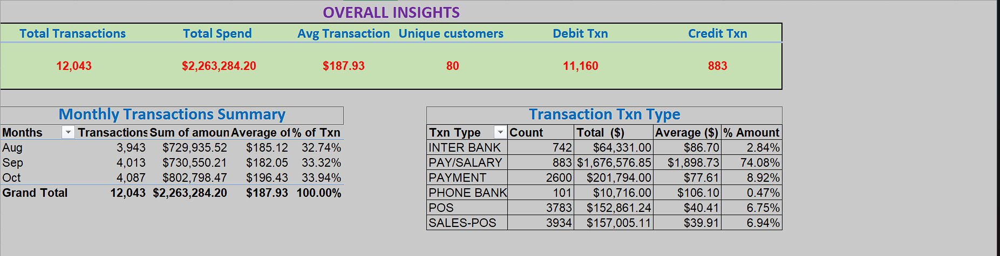 OVERALL INSIGHTS
Total Transactions Total Spend Avg Transaction Unique customers Debit Txn Credit Txn
12,043 $2,263,284.20 $187.93 80 11,160 883
Monthly Transactions Summary
Months Transactions Sum of amoun Average of % of Txn
Aug 3,943 $729,935.52 $185.12 32.74%
Sep 4,013 $730,550.21 $182.05 33.32%
Oct 4,087 $802,798.47 $196.43 33.94%
Grand Total 12,043 $2,263,284.20 $187.93 100.00%
Transaction Txn Type
Txn Type Count Total ($) Average ($) % Amount
INTER BANK 742 $64,331.00 $86.70 2.84%
PAY/SALARY 883 $1,676,576.85 $1,898.73 74.08%
PAYMENT 2600 $201,794.00 $77.61 8.92%
PHONE BANK 101 $10,716.00 $106.10 0.47%
POS 3783 $152,861.24 $40.41 6.75%
SALES-POS 3934 $157,005.11 $39.91 6.94%